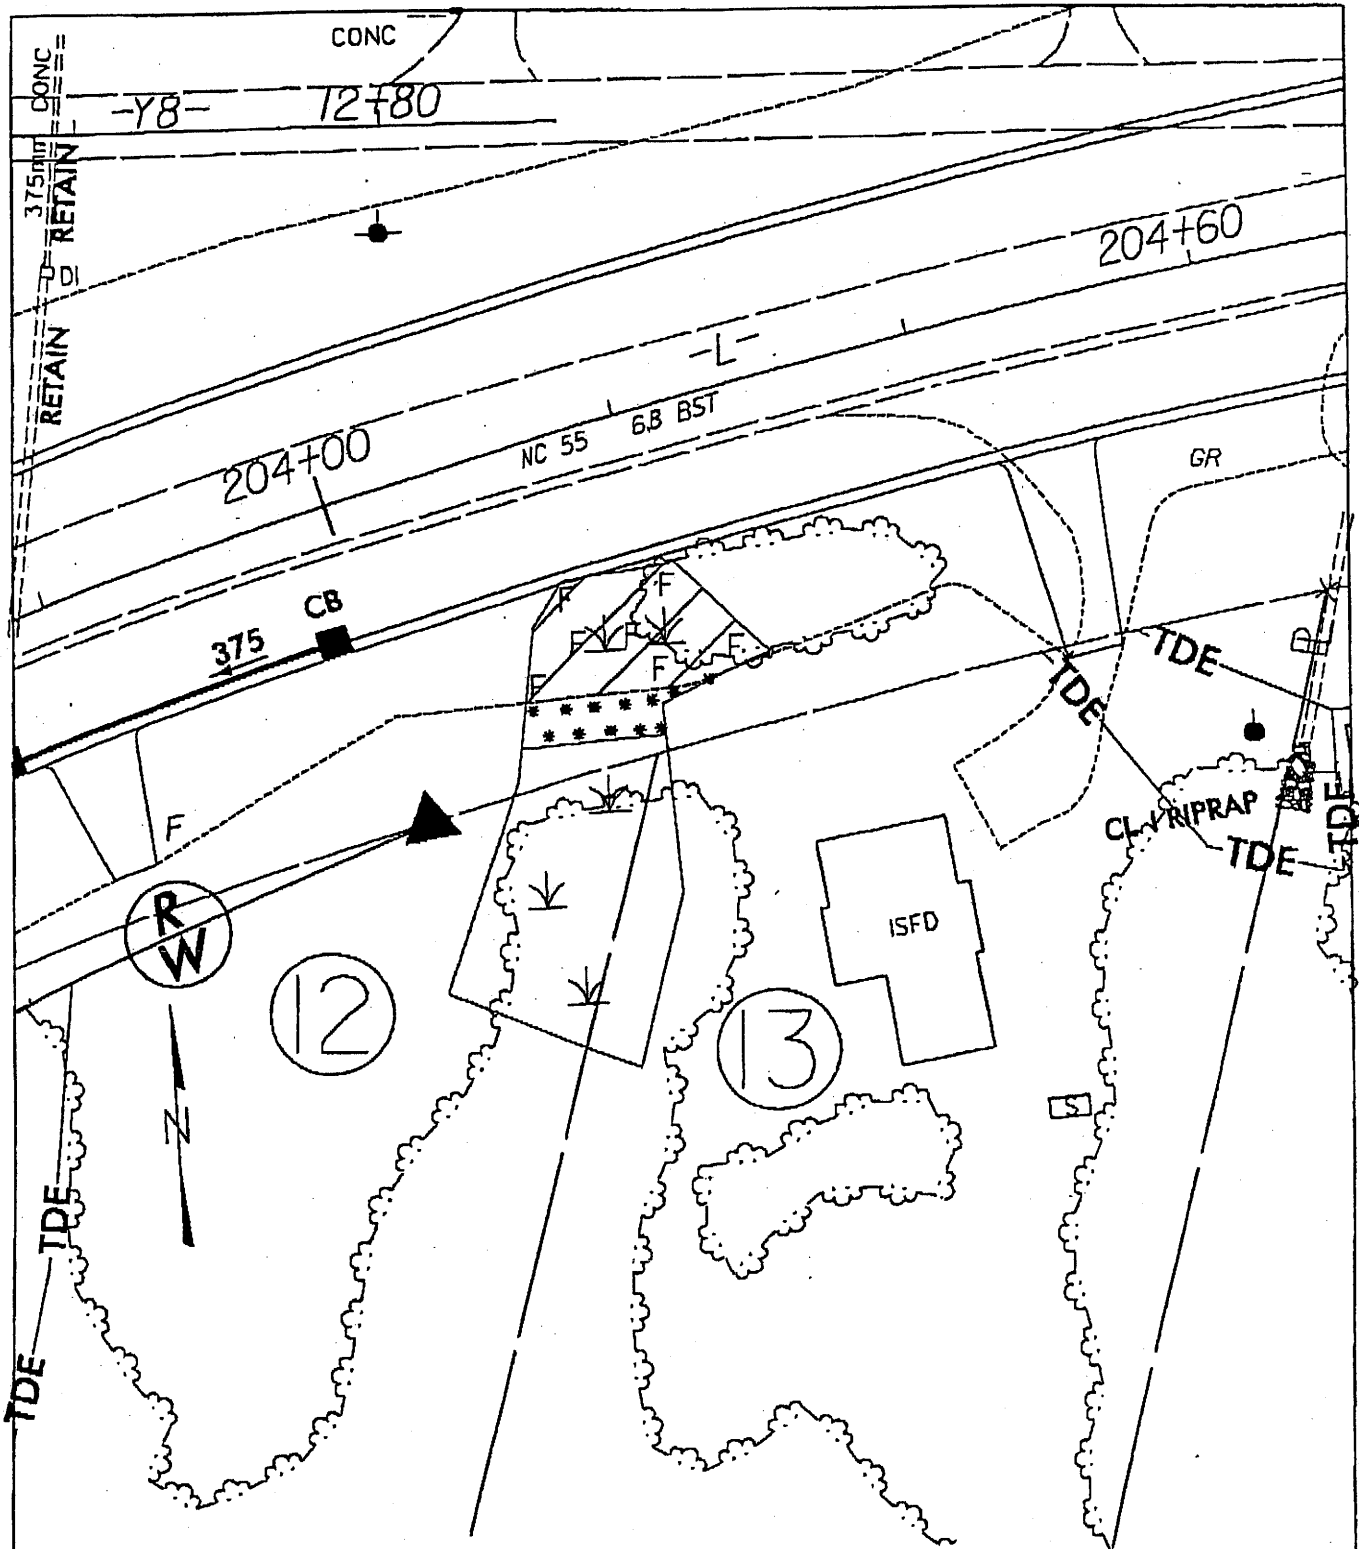 CONC
CONC
375mm
-Y8- 12+80
RETAIN
DI
RETAIN
204+60
-L-
NC 55 6.8 BST
204+00
GR
CB
375
F
F
F
F
F
F
F
TDE
D
TDE
F
CL I RIPRAP
TDE
TDE
R
W
ISFD
12
13
N
S
TDE
TDE